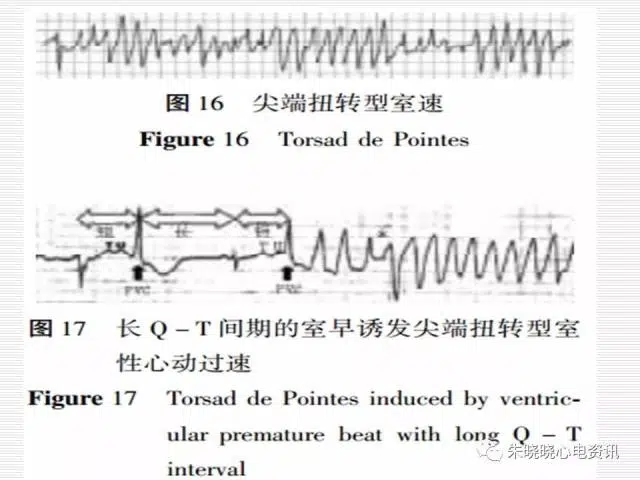 图 16 尖端扭转型室速
Figure 16 Torsad de Pointes
短 长 短
T U T U
PVC PVC
图 17 长 Q – T 间期的室早诱发尖端扭转型室
性心动过速
Figure 17 Torsad de Pointes induced by ventric-
ular premature beat with long Q – T
interval
朱晓晓心电资讯